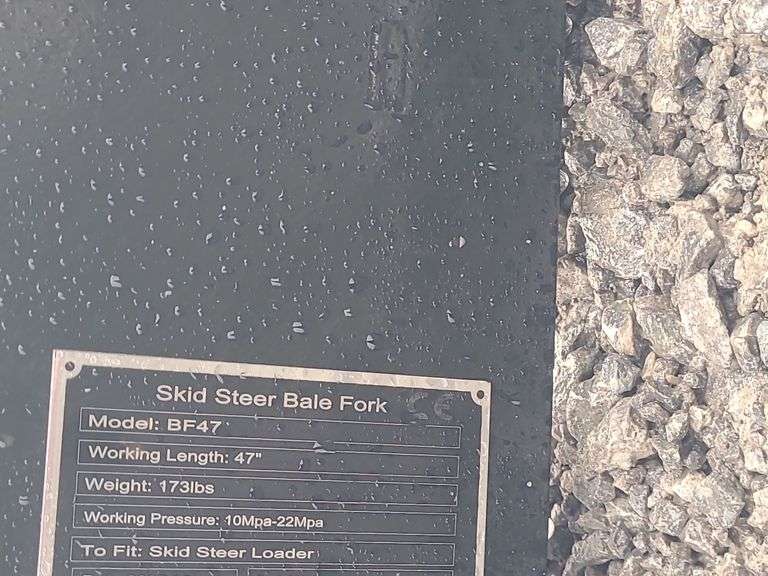 Skid Steer Bale Fork CE
Model: BF47
Working Length: 47"
Weight: 173lbs
Working Pressure: 10Mpa-22Mpa
To Fit: Skid Steer Loader